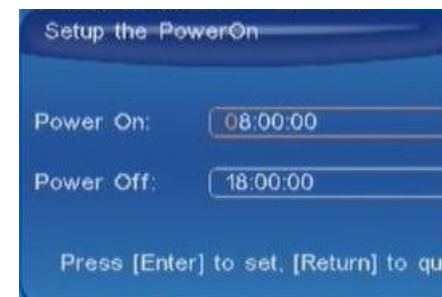 Setup the PowerOn
Power On: 08:00:00
Power Off: 18:00:00
Press [Enter] to set, [Return] to qu